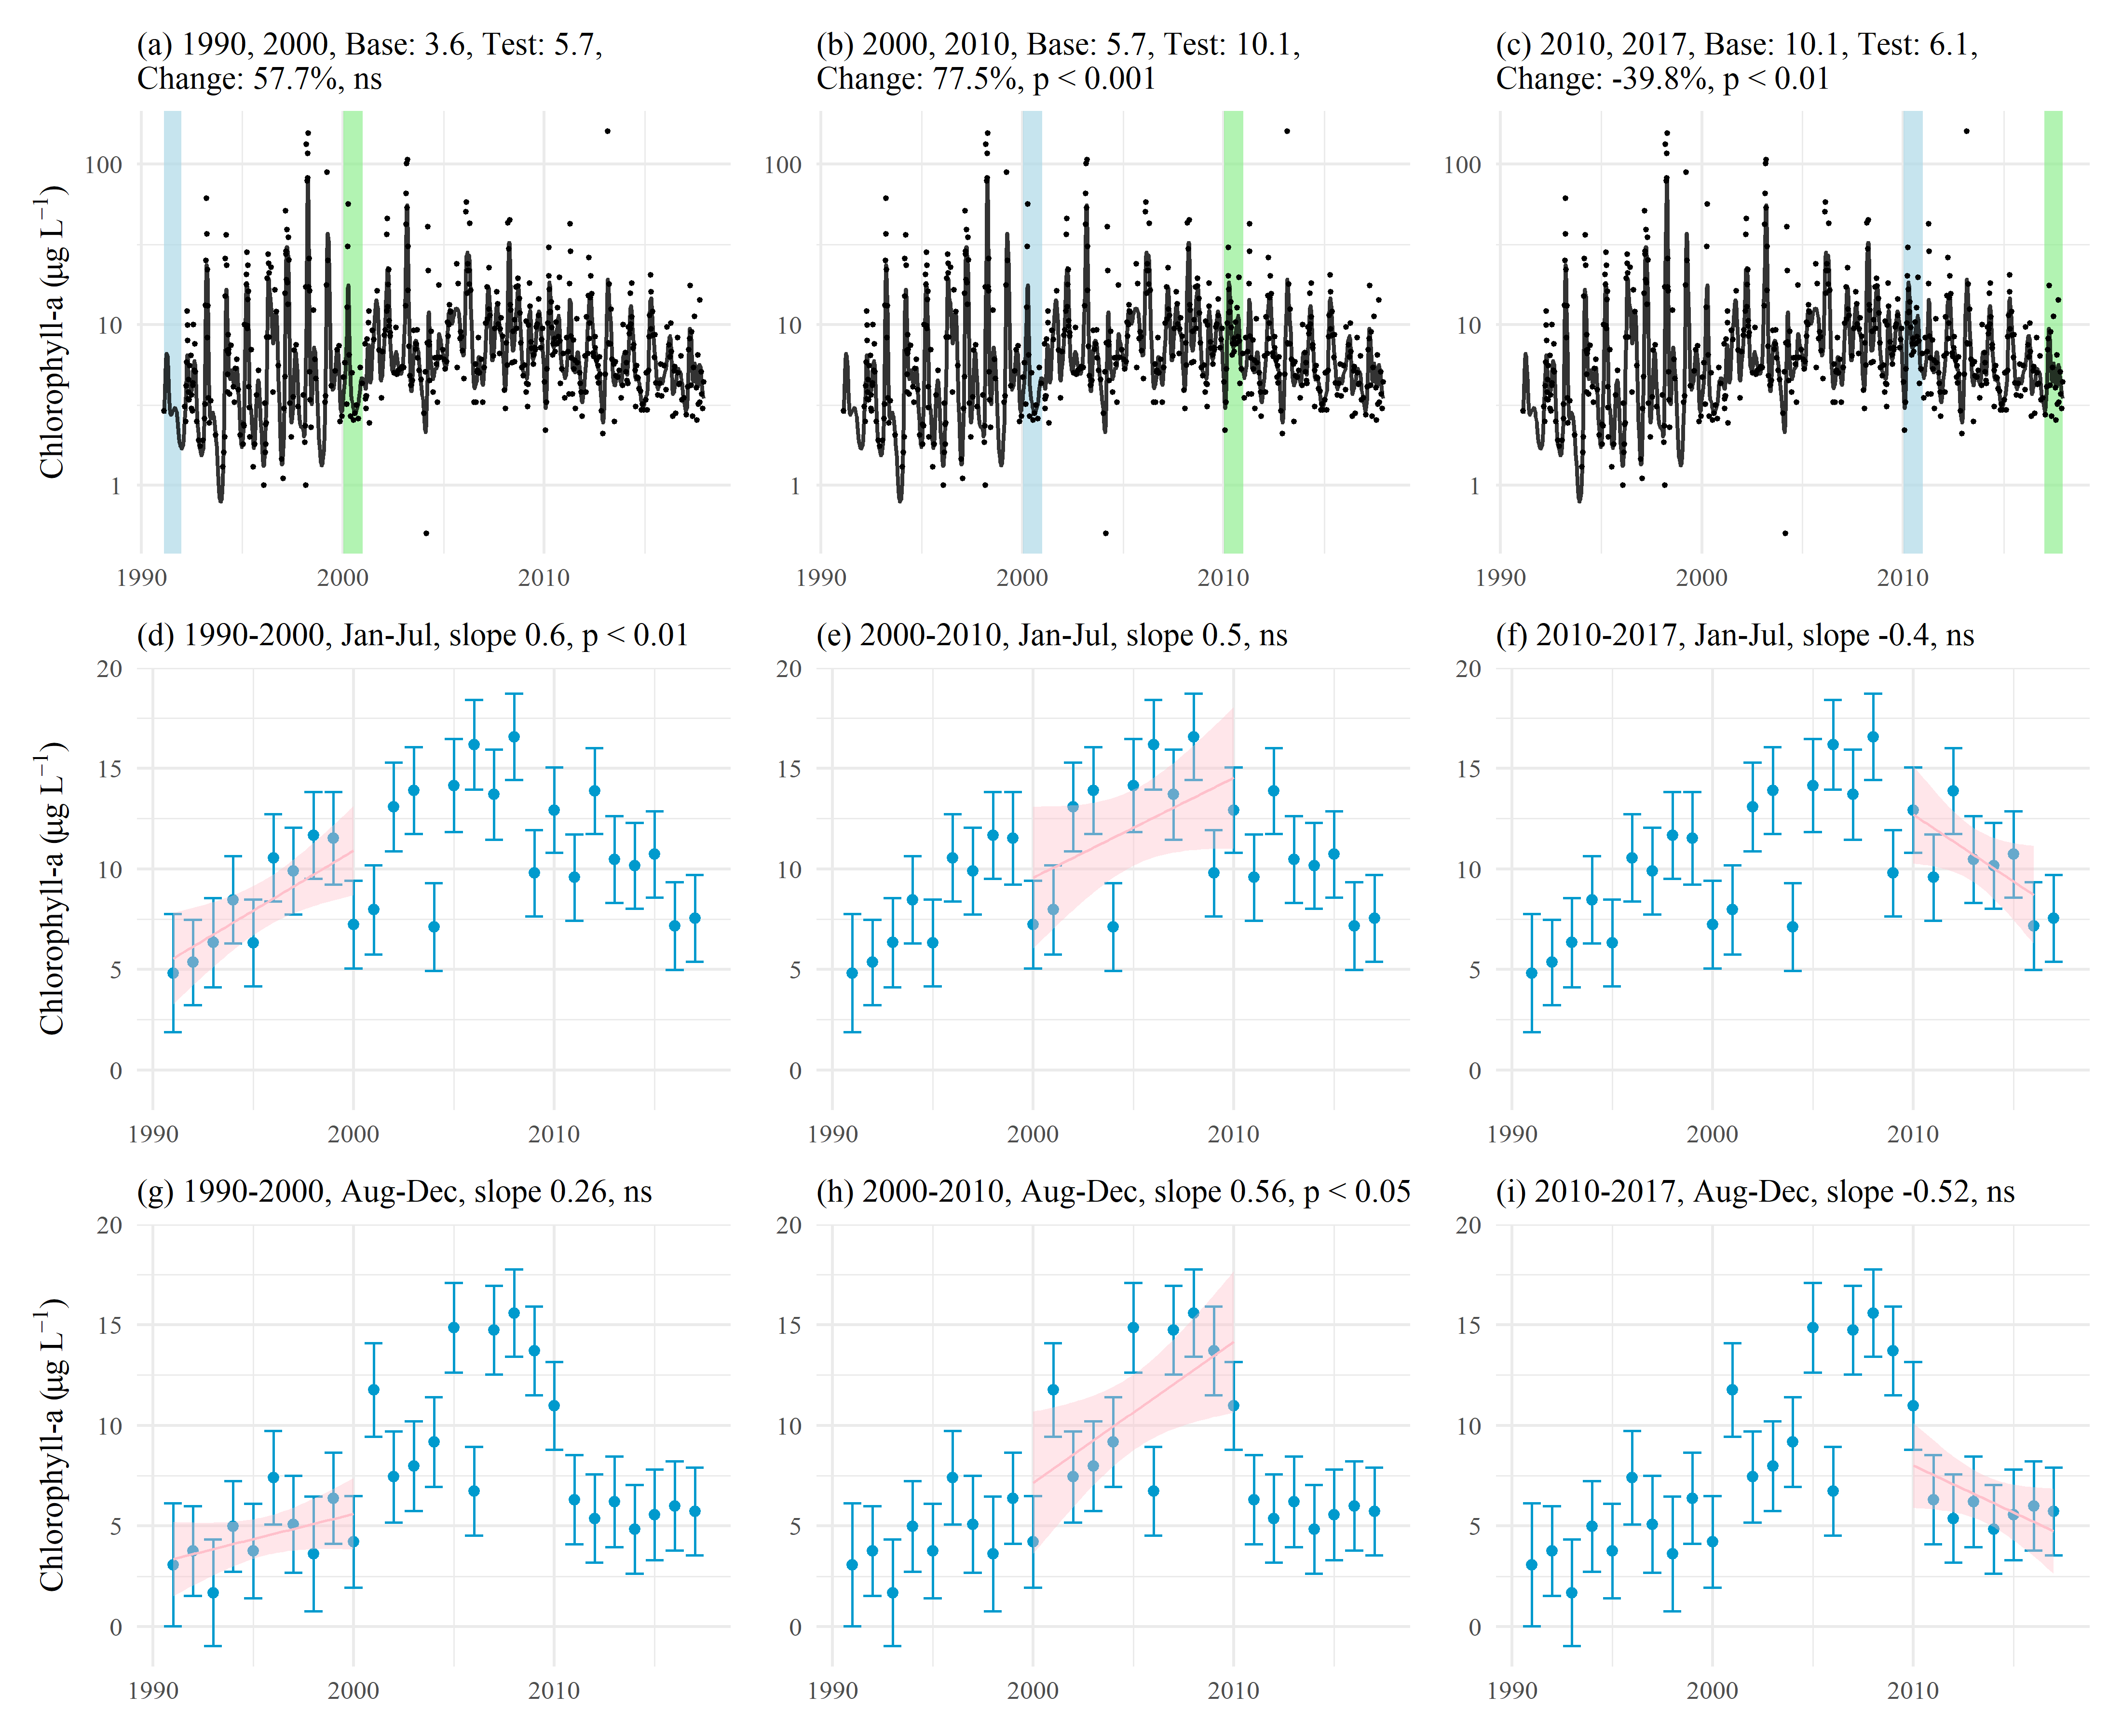 (a) 1990, 2000, Base: 3.6, Test: 5.7,
Change: 57.7%, ns
(b) 2000, 2010, Base: 5.7, Test: 10.1,
Change: 77.5%, p < 0.001
(c) 2010, 2017, Base: 10.1, Test: 6.1,
Change: -39.8%, p < 0.01
Chlorophyll-a (µg L⁻¹)
100
10
1
1990 2000 2010
100
10
1
1990 2000 2010
100
10
1
1990 2000 2010
(d) 1990-2000, Jan-Jul, slope 0.6, p < 0.01
(e) 2000-2010, Jan-Jul, slope 0.5, ns
(f) 2010-2017, Jan-Jul, slope -0.4, ns
Chlorophyll-a (µg L⁻¹)
20
15
10
5
0
1990 2000 2010
20
15
10
5
0
1990 2000 2010
20
15
10
5
0
1990 2000 2010
(g) 1990-2000, Aug-Dec, slope 0.26, ns
(h) 2000-2010, Aug-Dec, slope 0.56, p < 0.05
(i) 2010-2017, Aug-Dec, slope -0.52, ns
Chlorophyll-a (µg L⁻¹)
20
15
10
5
0
1990 2000 2010
20
15
10
5
0
1990 2000 2010
20
15
10
5
0
1990 2000 2010